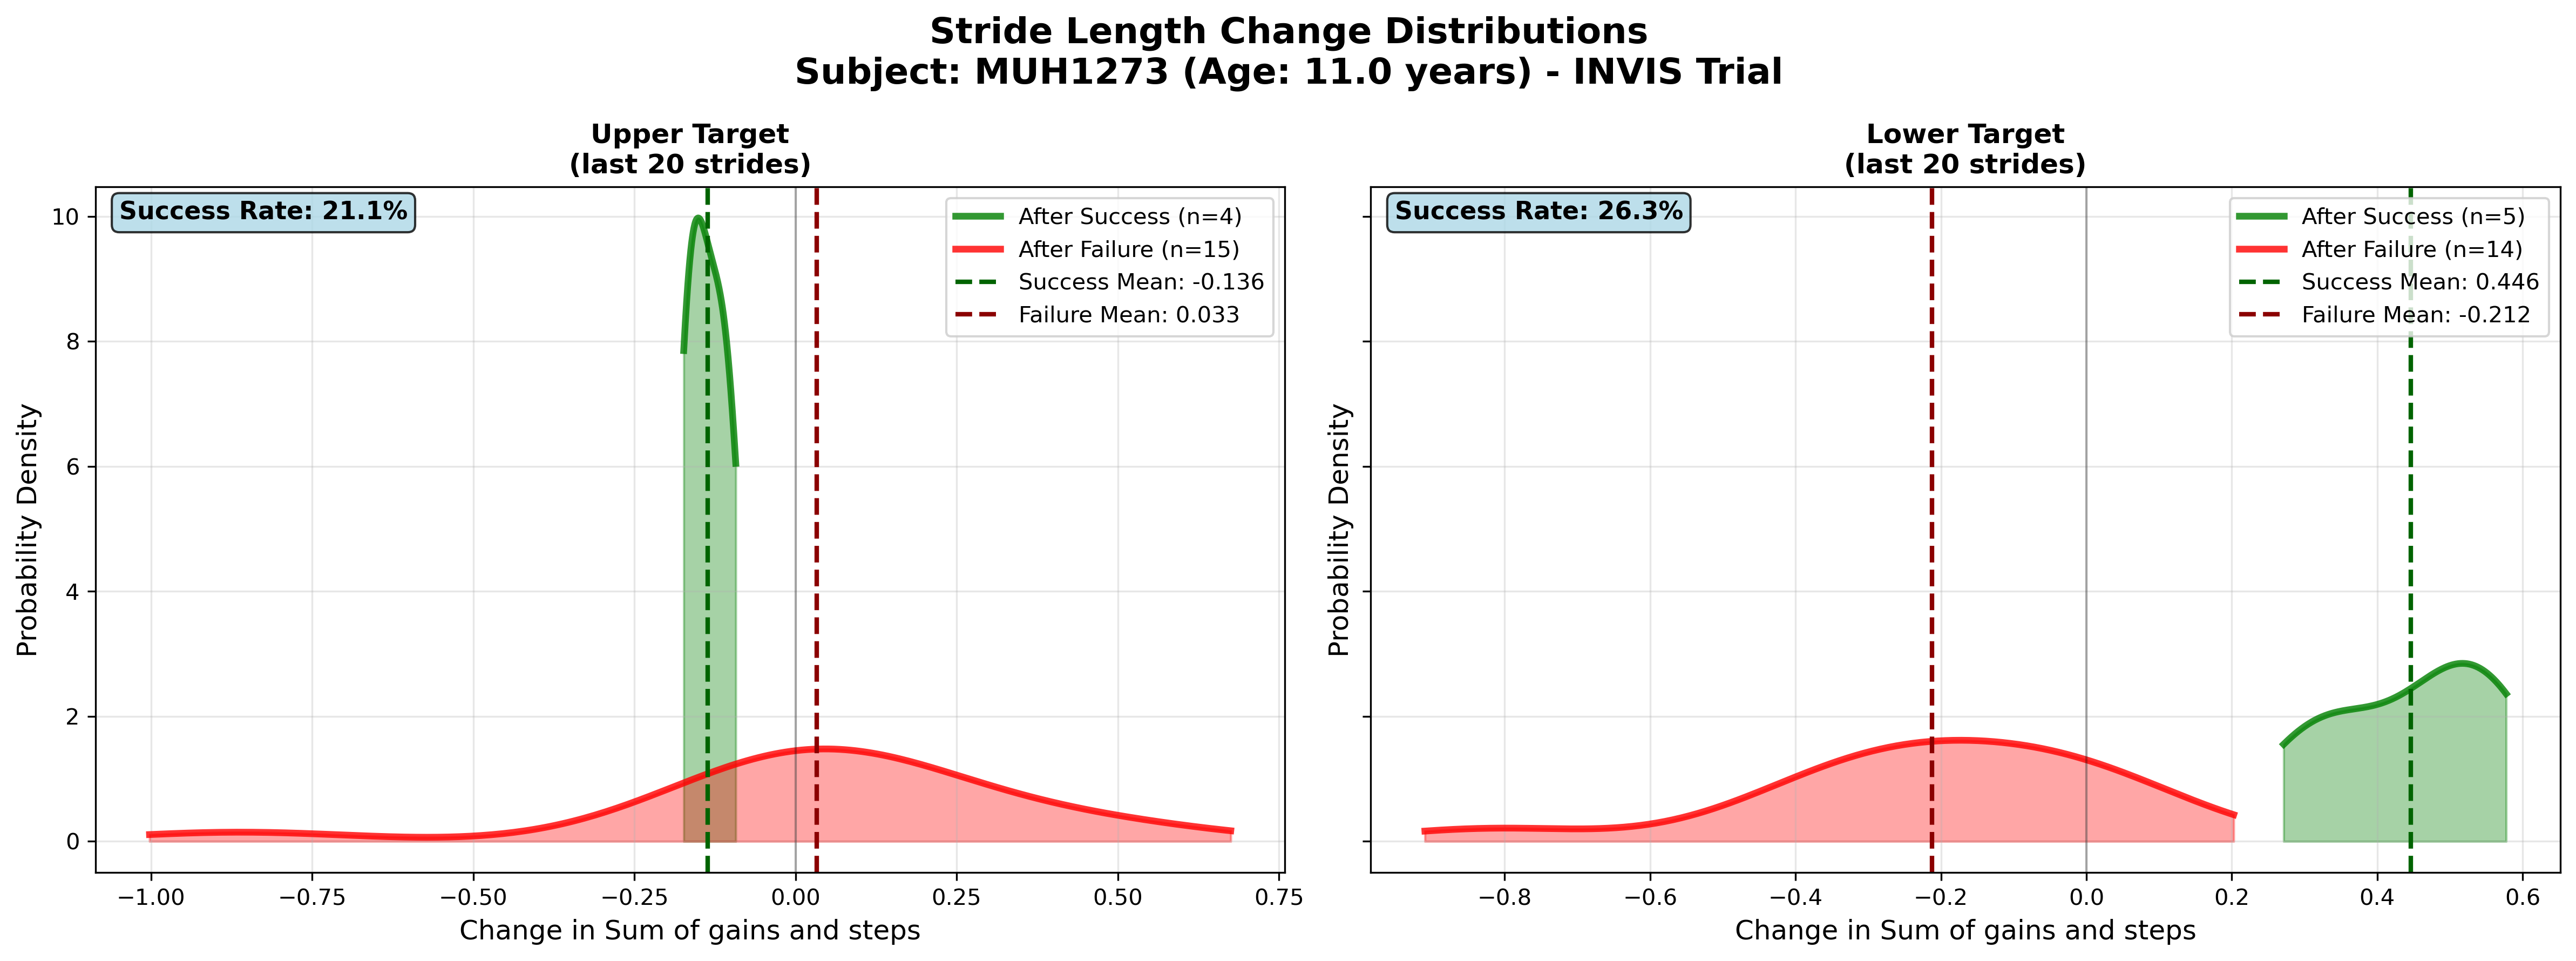 Stride Length Change Distributions
Subject: MUH1273 (Age: 11.0 years) - INVIS Trial
Upper Target
(last 20 strides)
Success Rate: 21.1%
After Success (n=4)
After Failure (n=15)
Success Mean: -0.136
Failure Mean: 0.033
Probability Density
10
8
6
4
2
0
−1.00
−0.75
−0.50
−0.25
0.00
0.25
0.50
0.75
Change in Sum of gains and steps
Lower Target
(last 20 strides)
Success Rate: 26.3%
After Success (n=5)
After Failure (n=14)
Success Mean: 0.446
Failure Mean: -0.212
Probability Density
−0.8
−0.6
−0.4
−0.2
0.0
0.2
0.4
0.6
Change in Sum of gains and steps